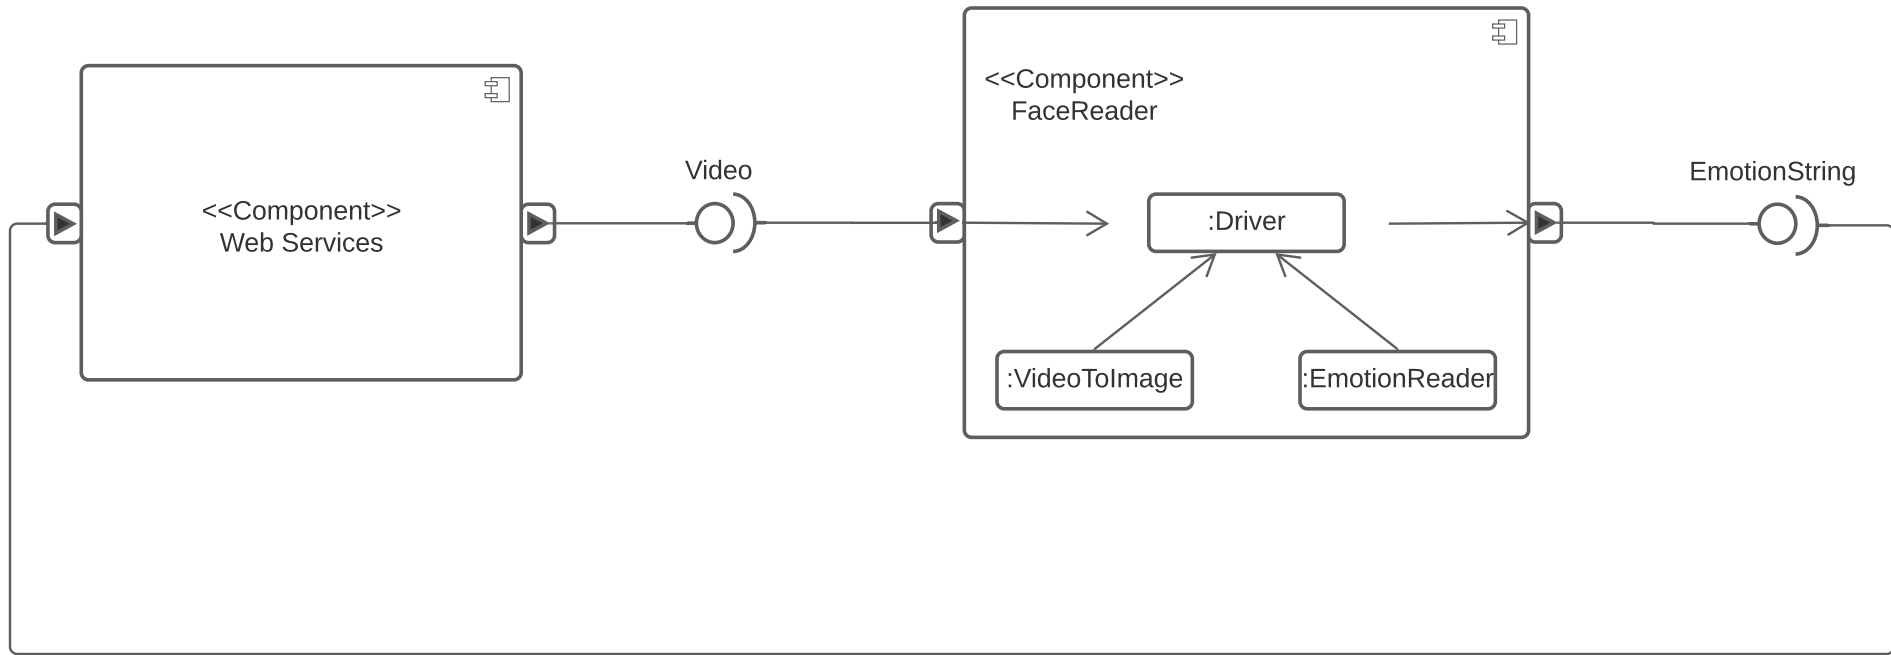 <<Component>>
FaceReader
Video
EmotionString
<<Component>>
Web Services
:Driver
:VideoToImage
:EmotionReader